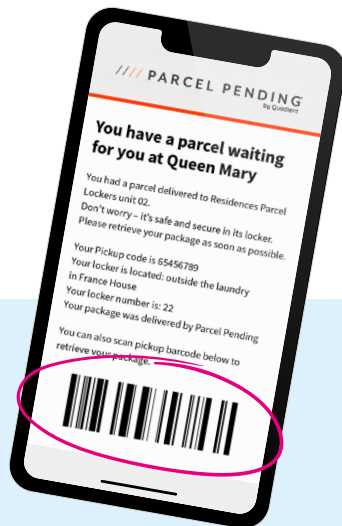 //// PARCEL PENDING
by Quadient
You have a parcel waiting
for you at Queen Mary
You had a parcel delivered to Residences Parcel
Lockers unit 02.
Don't worry – it's safe and secure in its locker.
Please retrieve your package as soon as possible.
Your Pickup code is 65456789
Your locker is located: outside the laundry
in France House
Your locker number is: 22
Your package was delivered by Parcel Pending
You can also scan pickup barcode below to
retrieve your package.